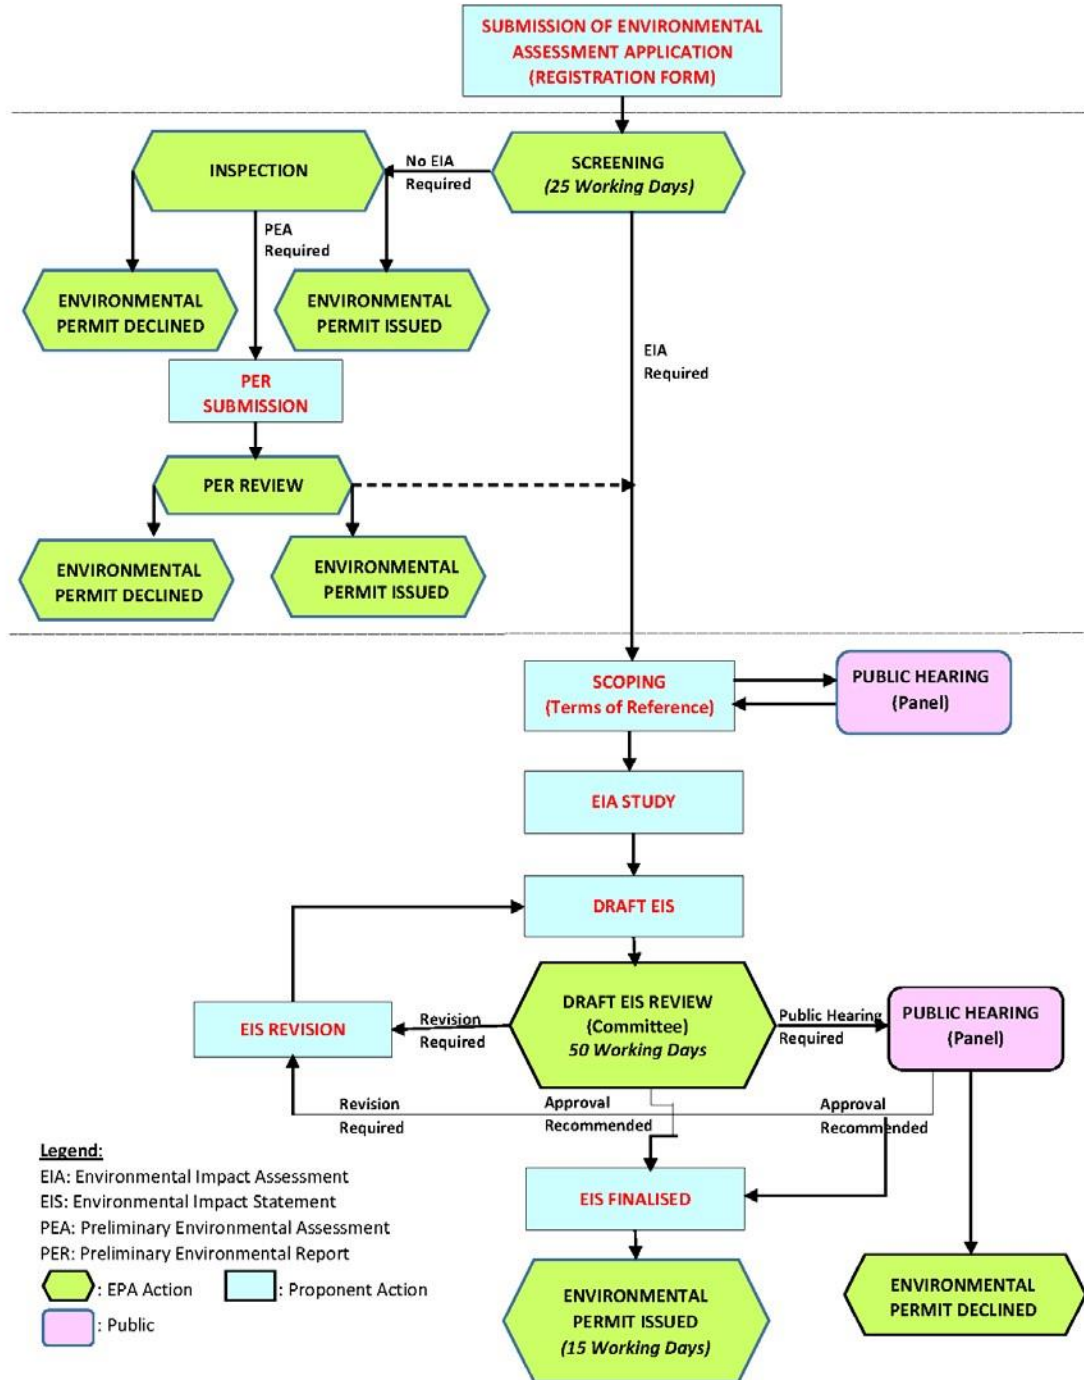 SUBMISSION OF ENVIRONMENTAL
ASSESSMENT APPLICATION
(REGISTRATION FORM)
INSPECTION
No EIA
Required
SCREENING
(25 Working Days)
PEA
Required
ENVIRONMENTAL
PERMIT DECLINED
ENVIRONMENTAL
PERMIT ISSUED
EIA
Required
PER
SUBMISSION
PER REVIEW
ENVIRONMENTAL
PERMIT DECLINED
ENVIRONMENTAL
PERMIT ISSUED
SCOPING
(Terms of Reference)
PUBLIC HEARING
(Panel)
EIA STUDY
DRAFT EIS
EIS REVISION
Revision
Required
DRAFT EIS REVIEW
(Committee)
50 Working Days
Public Hearing
Required
PUBLIC HEARING
(Panel)
Revision
Required
Approval
Recommended
Approval
Recommended
EIS FINALISED
Legend:
EIA: Environmental Impact Assessment
EIS: Environmental Impact Statement
PEA: Preliminary Environmental Assessment
PER: Preliminary Environmental Report
: EPA Action
: Proponent Action
: Public
ENVIRONMENTAL
PERMIT ISSUED
(15 Working Days)
ENVIRONMENTAL
PERMIT DECLINED